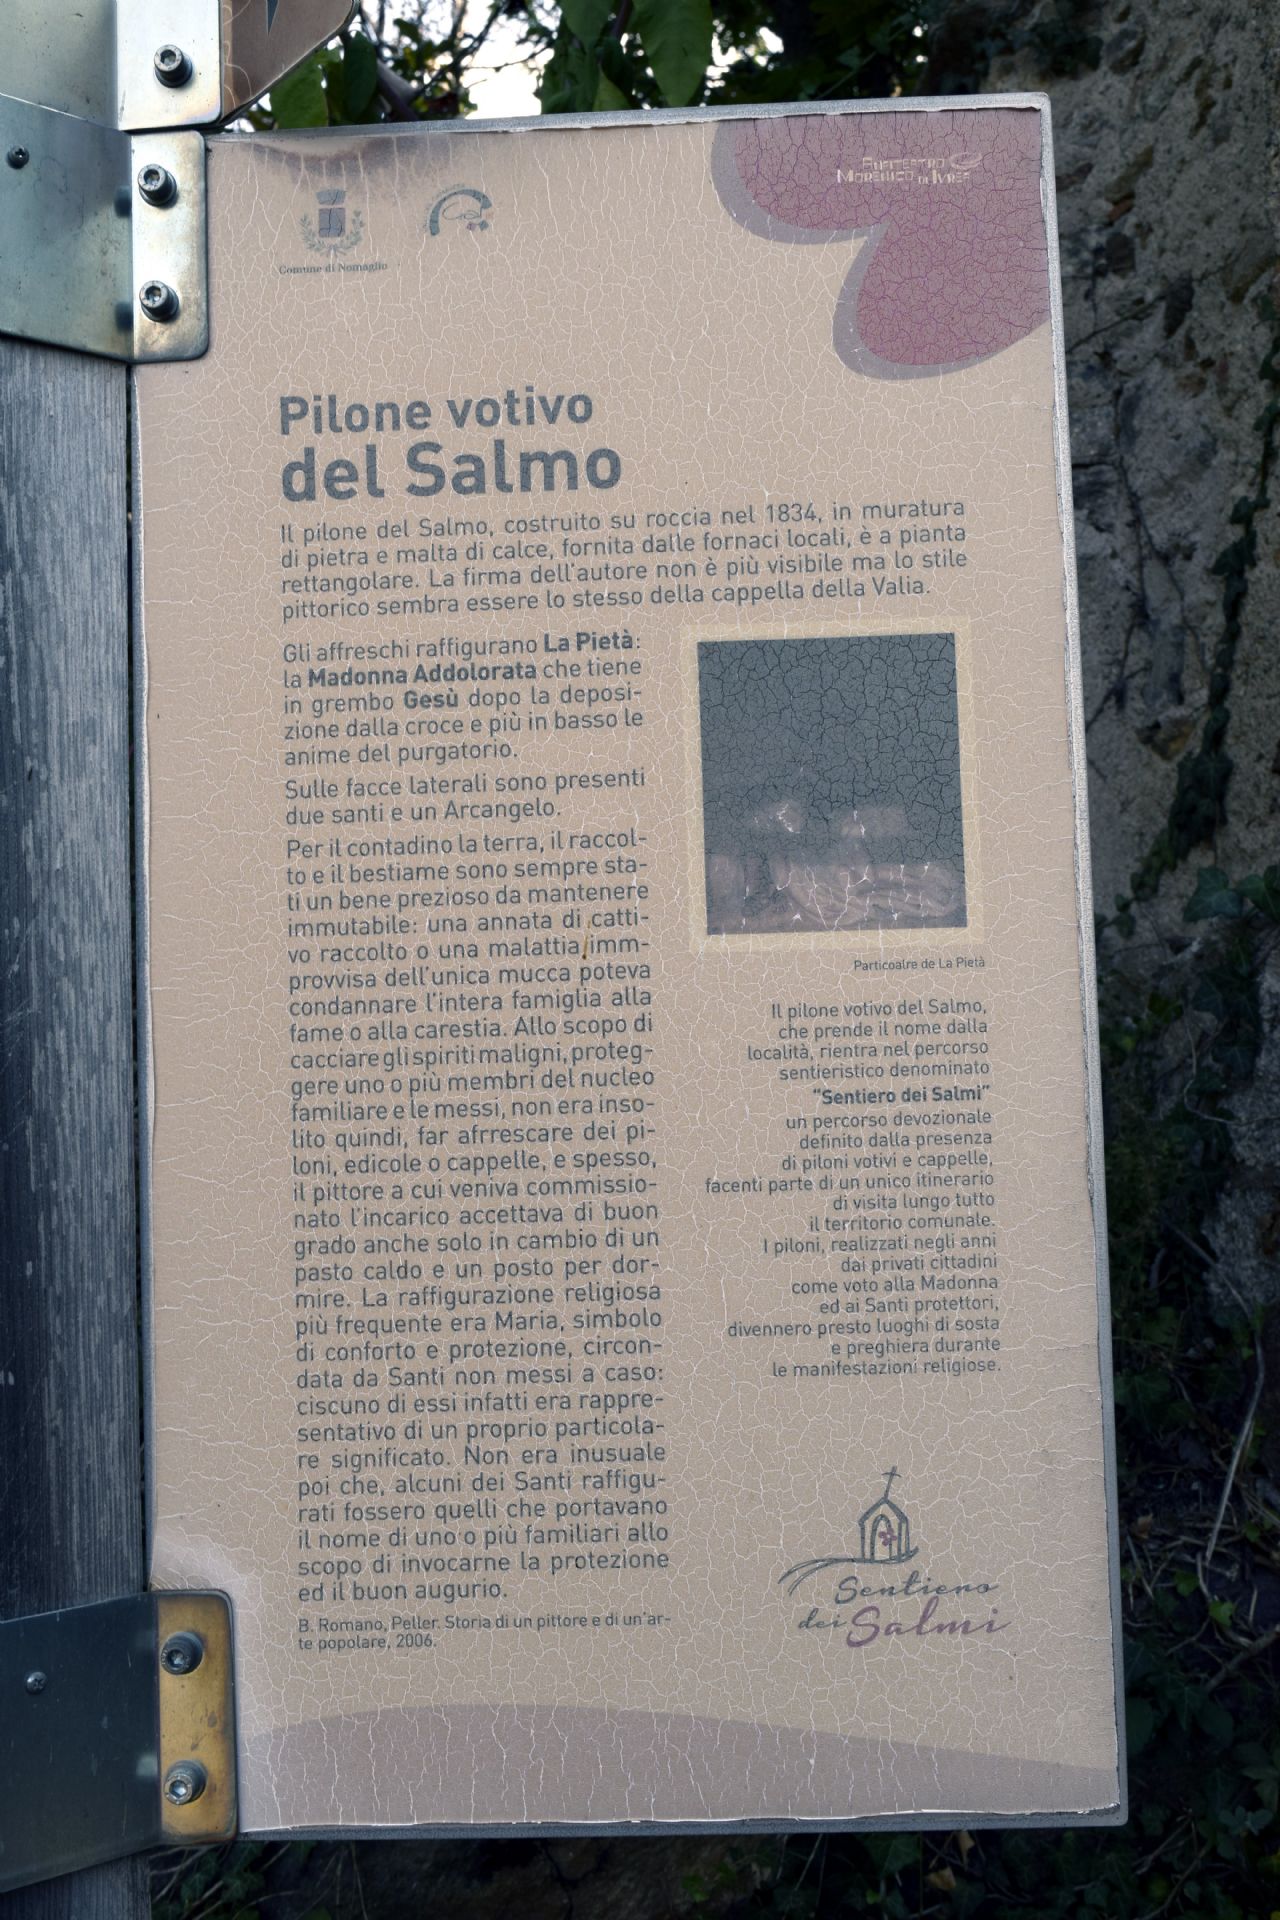 Anfiteatro
Morenico di Ivrea
Comune di Nomaglio
Pilone votivo
del Salmo
Il pilone del Salmo, costruito su roccia nel 1834, in muratura
di pietra e malta di calce, fornita dalle fornaci locali, è a pianta
rettangolare. La firma dell'autore non è più visibile ma lo stile
pittorico sembra essere lo stesso della cappella della Valia.
Gli affreschi raffigurano La Pietà:
la Madonna Addolorata che tiene
in grembo Gesù dopo la deposi-
zione dalla croce e più in basso le
anime del purgatorio.
Sulle facce laterali sono presenti
due santi e un Arcangelo.
Per il contadino la terra, il raccol-
to e il bestiame sono sempre sta-
ti un bene prezioso da mantenere
immutabile: una annata di catti-
vo raccolto o una malattia imm-
provvisa dell'unica mucca poteva
condannare l'intera famiglia alla
fame o alla carestia. Allo scopo di
cacciare gli spiriti maligni, proteg-
gere uno o più membri del nucleo
familiare e le messi, non era inso-
lito quindi, far afrrescare dei pi-
loni, edicole o cappelle, e spesso,
il pittore a cui veniva commissio-
nato l'incarico accettava di buon
grado anche solo in cambio di un
pasto caldo e un posto per dor-
mire. La raffigurazione religiosa
più frequente era Maria, simbolo
di conforto e protezione, circon-
data da Santi non messi a caso:
ciscuno di essi infatti era rappre-
sentativo di un proprio particola-
re significato. Non era inusuale
poi che, alcuni dei Santi raffigu-
rati fossero quelli che portavano
il nome di uno o più familiari allo
scopo di invocarne la protezione
ed il buon augurio.
B. Romano, Peller. Storia di un pittore e di un'ar-
te popolare, 2006.
Particoalre de La Pietà
Il pilone votivo del Salmo,
che prende il nome dalla
località, rientra nel percorso
sentieristico denominato
"Sentiero dei Salmi"
un percorso devozionale
definito dalla presenza
di piloni votivi e cappelle,
facenti parte di un unico itinerario
di visita lungo tutto
il territorio comunale.
I piloni, realizzati negli anni
dai privati cittadini
come voto alla Madonna
ed ai Santi protettori,
divennero presto luoghi di sosta
e preghiera durante
le manifestazioni religiose.
Sentiero
dei Salmi